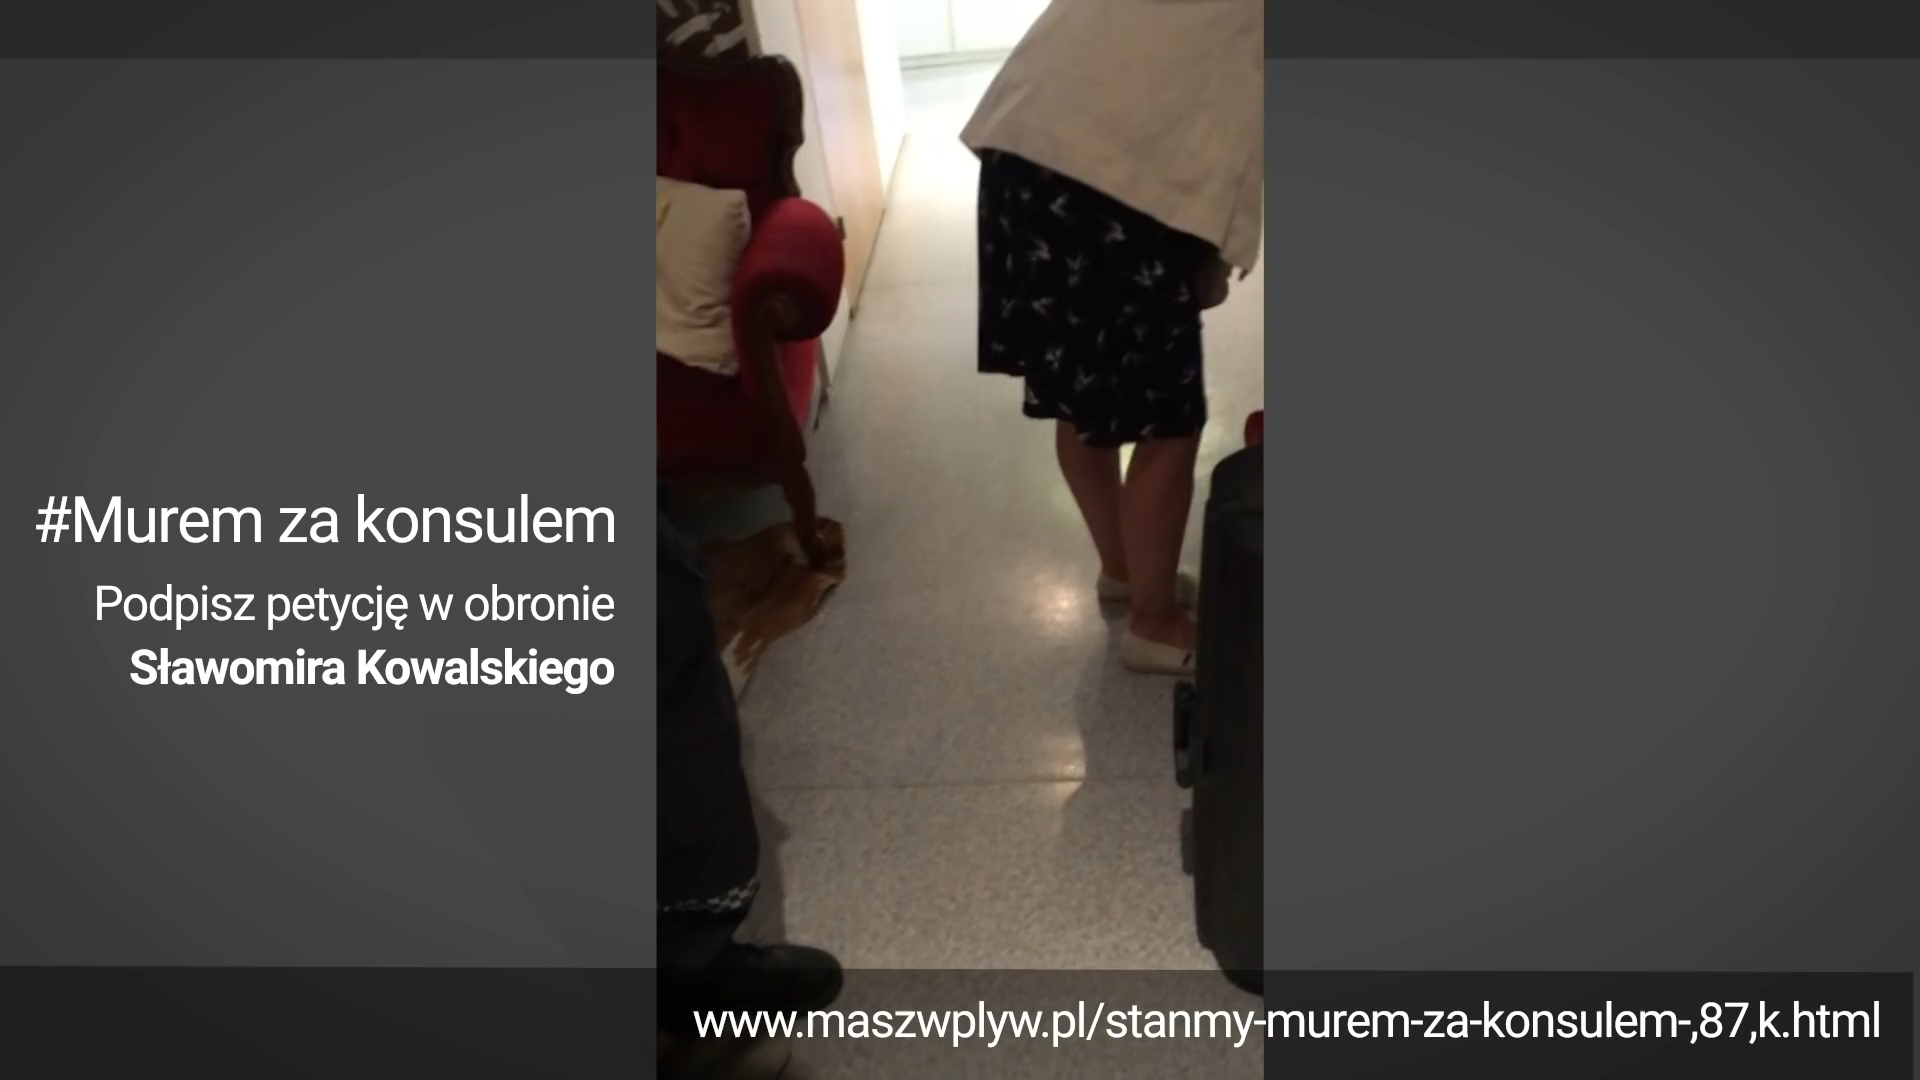 #Murem za konsulem
Podpisz petycję w obronie
Sławomira Kowalskiego
www.maszwplyw.pl/stanmy-murem-za-konsulem-,87,k.html